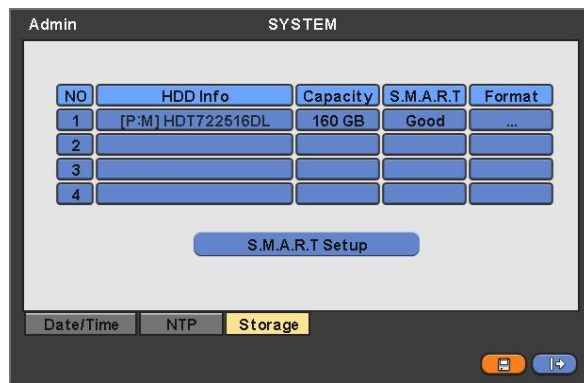 Admin SYSTEM
NO HDD Info Capacity S.M.A.R.T Format
1 [P:M] HDT722516DL 160 GB Good ...
2
3
4
S.M.A.R.T Setup
Date/Time NTP Storage